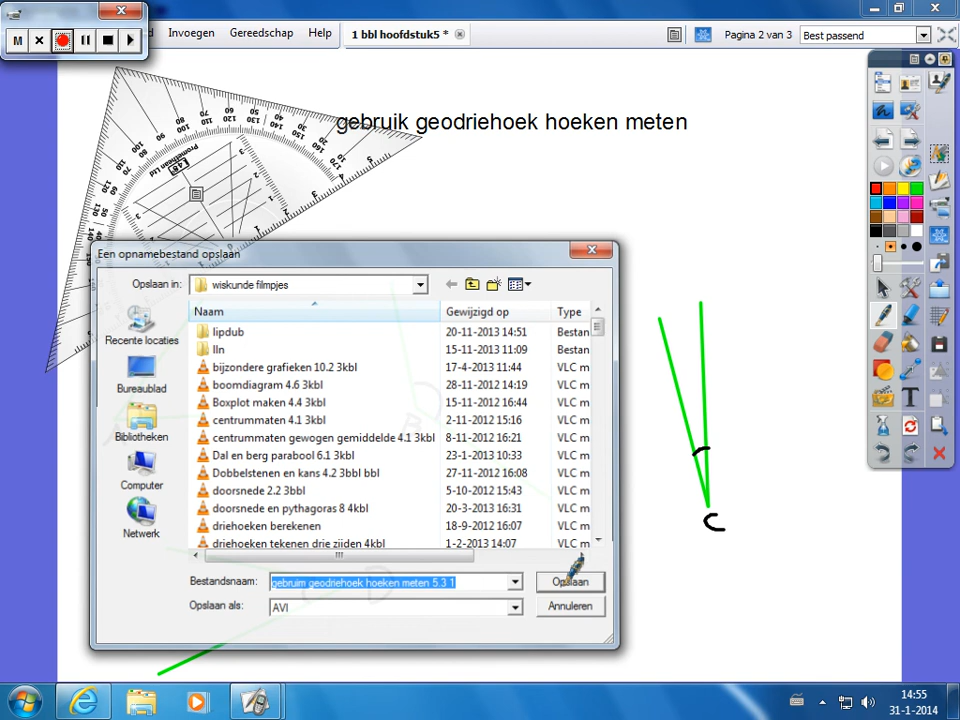 M
Invoegen Gereedschap Help
1 bbl hoofdstuk5 *
Pagina 2 van 3
Best passend
gebruik geodriehoek hoeken meten
Promethean Ltd
Een opnamebestand opslaan
Opslaan in: wiskunde filmpjes
Recente locaties
Bureaublad
Bibliotheken
Computer
Netwerk
Naam Gewijzigd op Type
lipdub 20-11-2013 14:51 Bestan
lln 15-11-2013 11:09 Bestan
bijzondere grafieken 10.2 3kbl 17-4-2013 11:44 VLC m
boomdiagram 4.6 3kbl 28-11-2012 14:19 VLC m
Boxplot maken 4.4 3kbl 15-11-2012 16:44 VLC m
centrummaten 4.1 3kbl 2-11-2012 15:16 VLC m
centrummaten gewogen gemiddelde 4.1 3kbl 8-11-2012 16:21 VLC m
Dal en berg parabool 6.1 3kbl 23-1-2013 10:33 VLC m
Dobbelstenen en kans 4.2 3kbl bbl 27-11-2012 16:08 VLC m
doorsnede 2.2 3bbl 5-10-2012 15:43 VLC m
doorsnede en pythagoras 8 4kbl 20-3-2013 16:31 VLC m
driehoeken berekenen 18-9-2012 16:07 VLC m
driehoeken tekenen drie zijden 4kbl 1-2-2013 14:07 VLC m
Bestandsnaam: gebruim geodriehoek hoeken meten 5.3 1
Opslaan
Opslaan als: AVI
Annuleren
C
T
14:55
31-1-2014